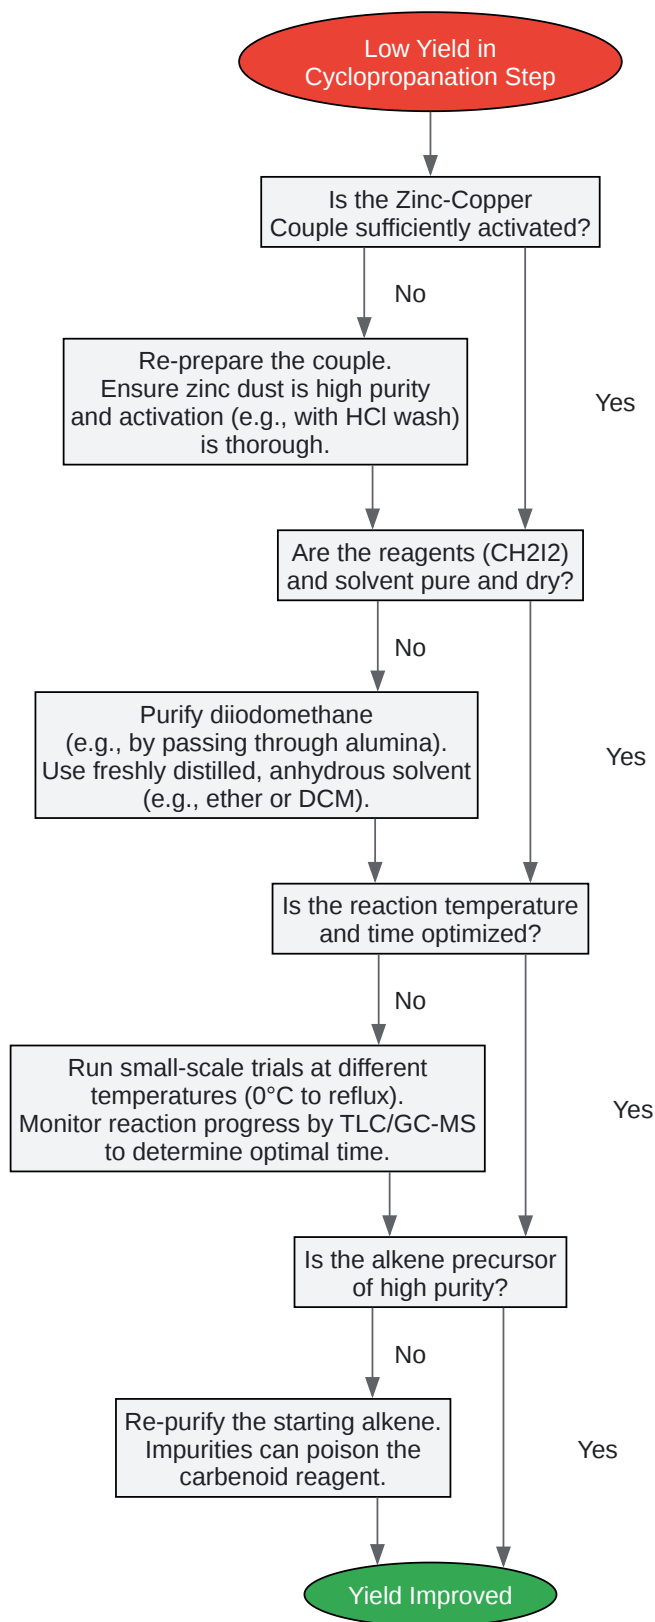 Low Yield in
Cyclopropanation Step
Is the Zinc-Copper
Couple sufficiently activated?
No
Re-prepare the couple.
Ensure zinc dust is high purity
and activation (e.g., with HCl wash)
is thorough.
Yes
Are the reagents (CH2I2)
and solvent pure and dry?
No
Purify diiodomethane
(e.g., by passing through alumina).
Use freshly distilled, anhydrous solvent
(e.g., ether or DCM).
Yes
Is the reaction temperature
and time optimized?
No
Run small-scale trials at different
temperatures (0°C to reflux).
Monitor reaction progress by TLC/GC-MS
to determine optimal time.
Yes
Is the alkene precursor
of high purity?
No
Re-purify the starting alkene.
Impurities can poison the
carbenoid reagent.
Yes
Yield Improved